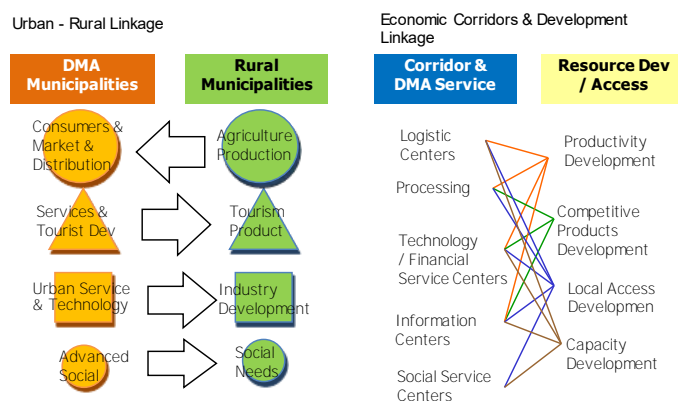 Urban - Rural Linkage
DMA
Municipalities
Rural
Municipalities
Consumers &
Market &
Distribution
Agriculture
Production
Services &
Tourist Dev
Tourism
Product
Urban Service
& Technology
Industry
Development
Advanced
Social
Social
Needs
Economic Corridors & Development
Linkage
Corridor &
DMA Service
Resource Dev
/ Access
Logistic
Centers
Processing
Technology
/ Financial
Service Centers
Information
Centers
Social Service
Centers
Productivity
Development
Competitive
Products
Development
Local Access
Developmen
Capacity
Development